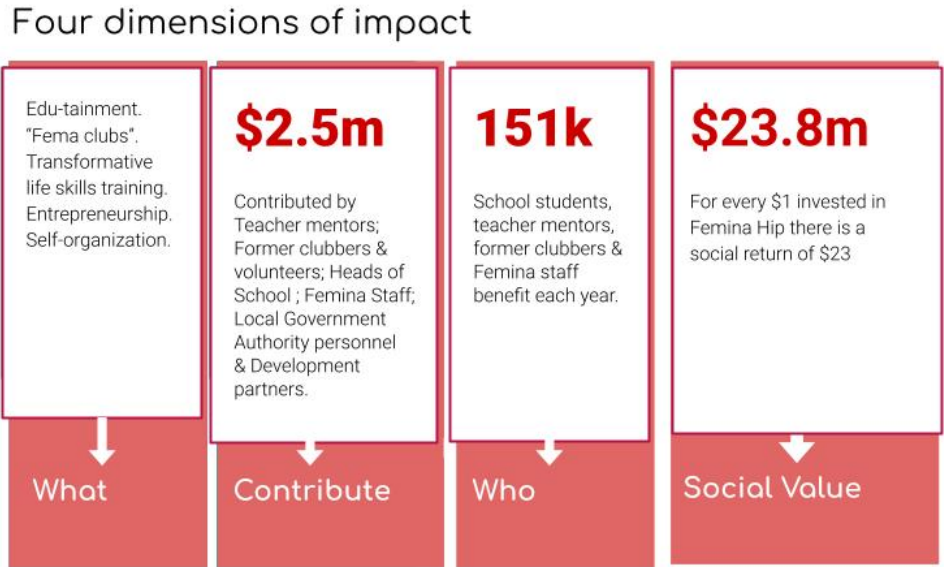 Four dimensions of impact
Edu-tainment.
"Fema clubs".
Transformative
life skills training.
Entrepreneurship.
Self-organization.
What
$2.5m
Contributed by
Teacher mentors;
Former clubbers &
volunteers; Heads of
School ; Femina Staff;
Local Government
Authority personnel
& Development
partners.
Contribute
151k
School students,
teacher mentors,
former clubbers &
Femina staff
benefit each year.
Who
$23.8m
For every $1 invested in
Femina Hip there is a
social return of $23
Social Value